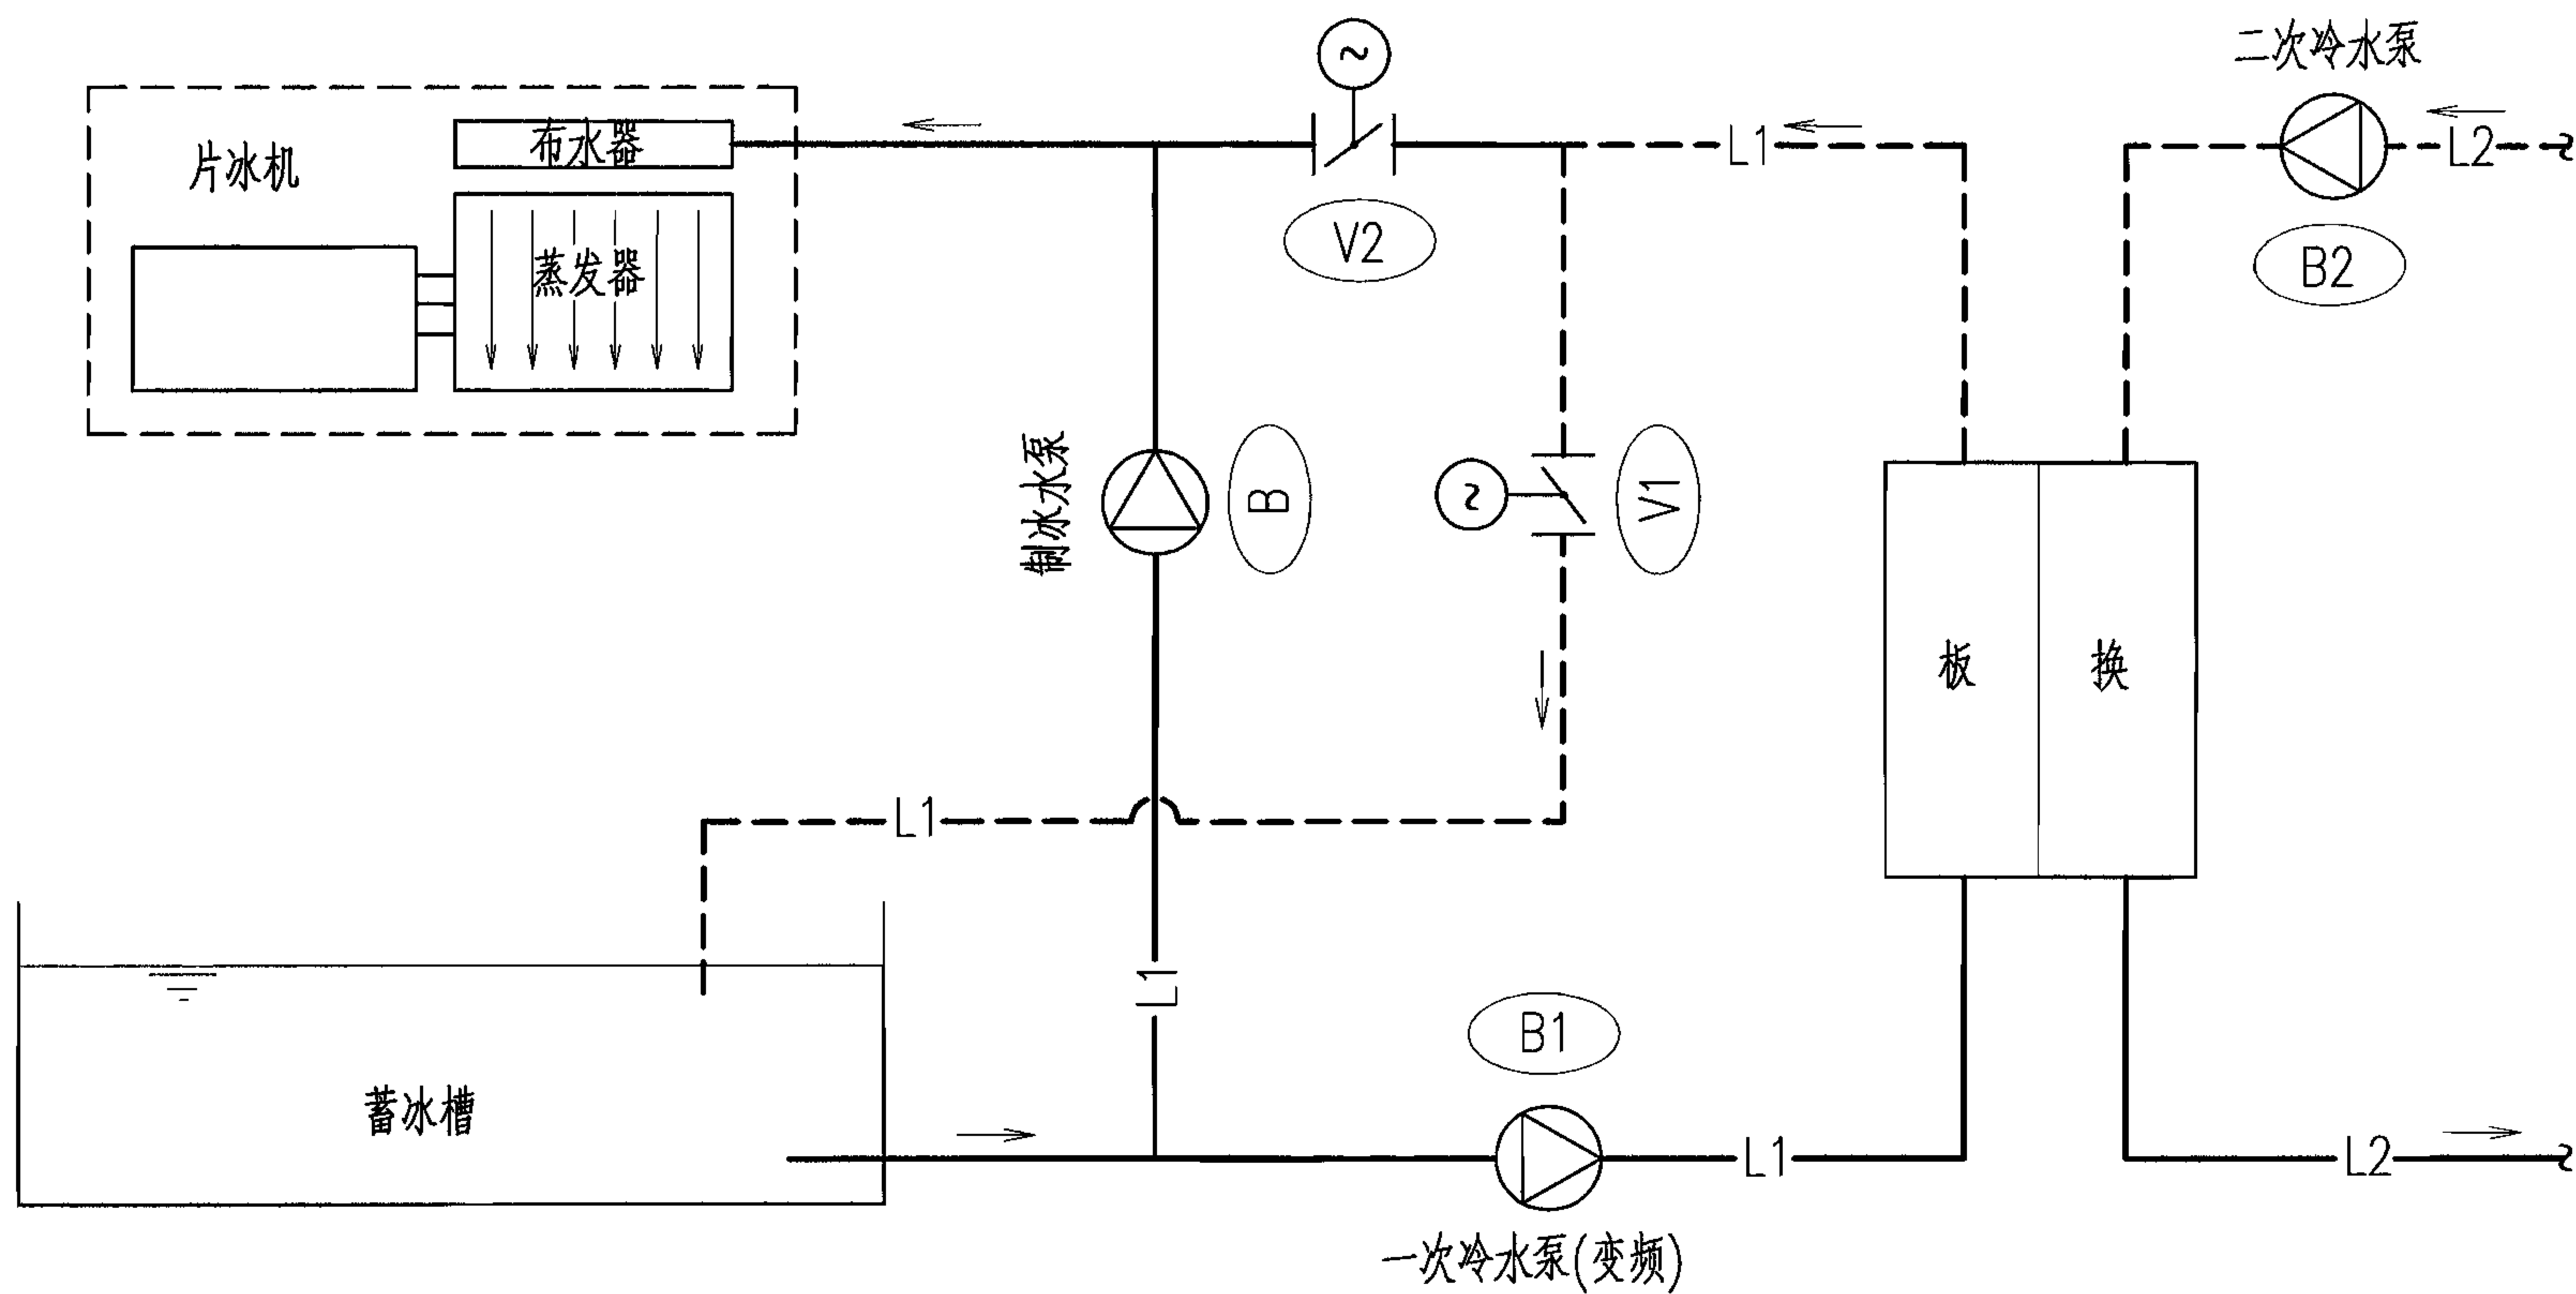 二次冷水泵
布水器
片冰机
L1
L2
V2
蒸发器
B2
制冰水泵
B
V1
板
换
L1
L1
B1
蓄冰槽
L1
L2
一次冷水泵(变频)